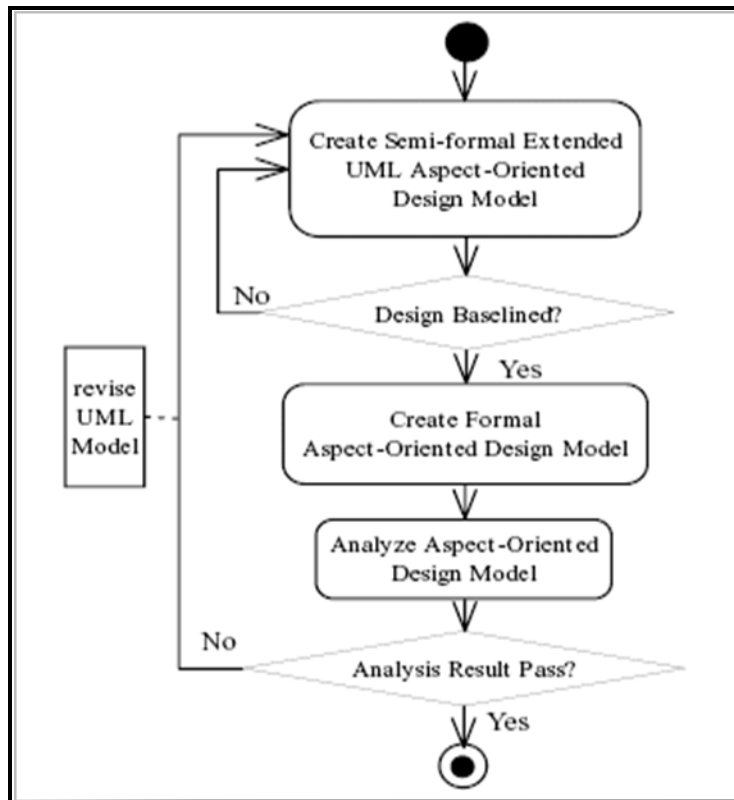 Create Semi-formal Extended
UML Aspect-Oriented
Design Model
No
Design Baselined?
Yes
revise
UML
Model
Create Formal
Aspect-Oriented Design Model
Analyze Aspect-Oriented
Design Model
No
Analysis Result Pass?
Yes